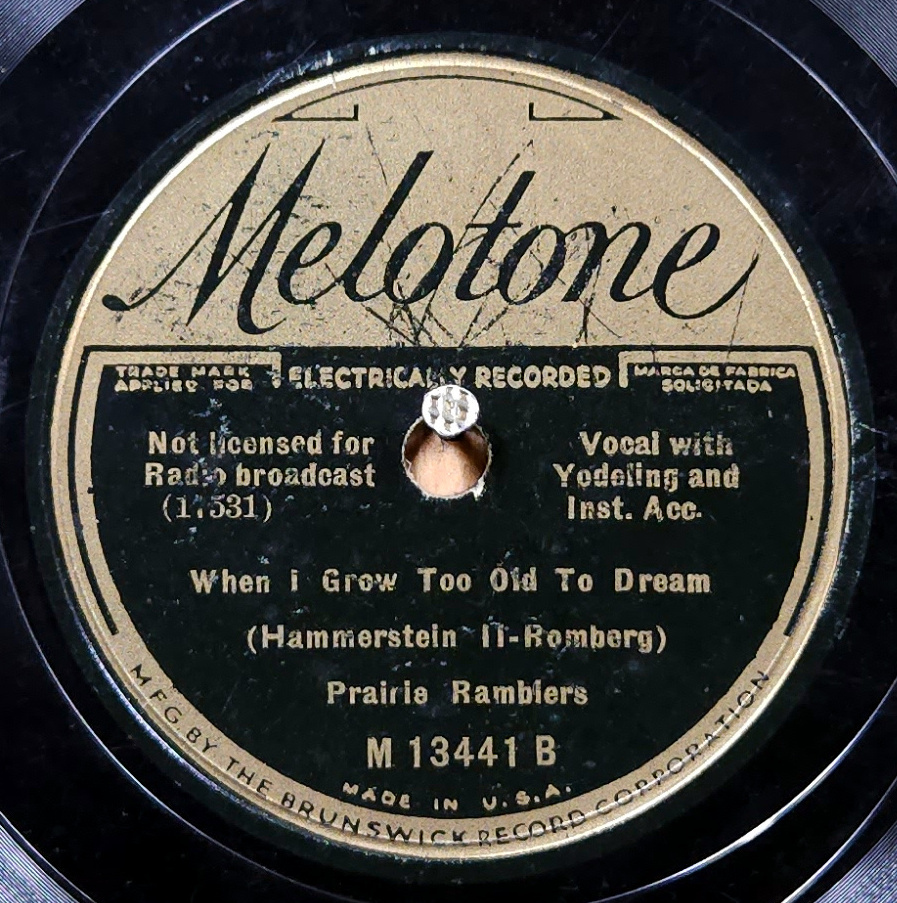 Melotone
TRADE MARK
APPLIED FOR
ELECTRICALLY RECORDED
MARCA DE FABRICA
SOLICITADA
Not licensed for
Radio broadcast
Vocal with
Yodeling and
Inst. Acc.
When I Grow Too Old To Dream
(Hammerstein II-Romberg)
Prairie Ramblers
M 13441 B
MADE IN U.S.A.
MFG. BY THE BRUNSWICK RECORD CORPORATION